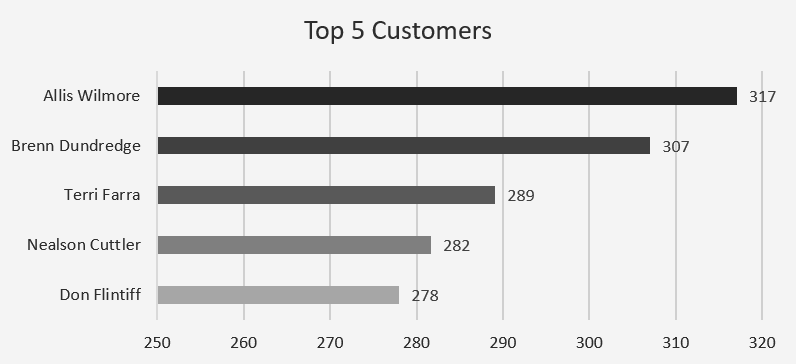 Top 5 Customers
Allis Wilmore 317
Brenn Dundredge 307
Terri Farra 289
Nealson Cuttler 282
Don Flintiff 278
250 260 270 280 290 300 310 320